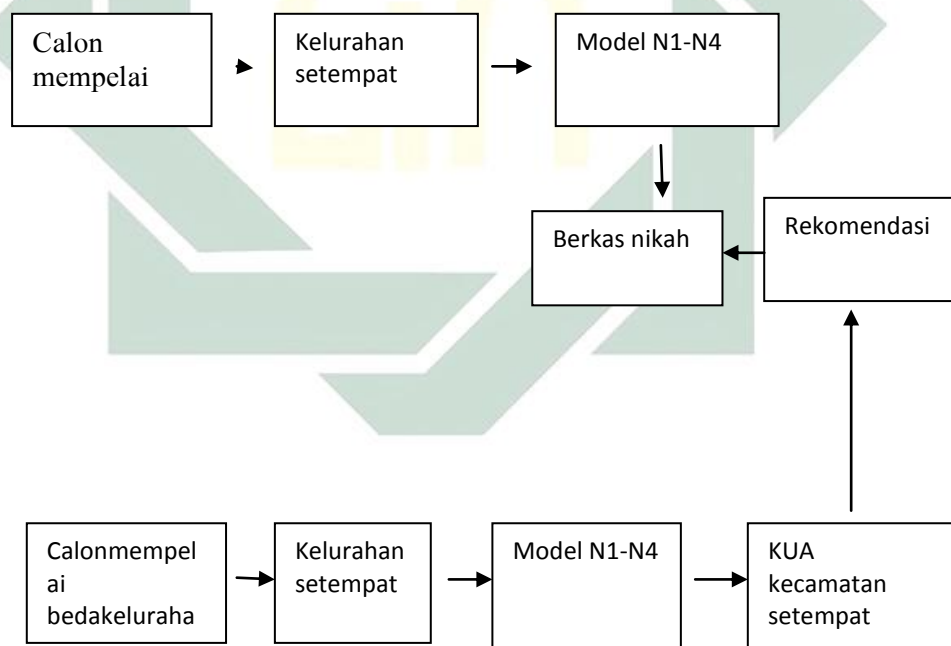 Calon
mempelai
Kelurahan
setempat
Model N1-N4
Berkas nikah
Rekomendasi
Calonmempel
ai
bedakeluraha
Kelurahan
setempat
Model N1-N4
KUA
kecamatan
setempat